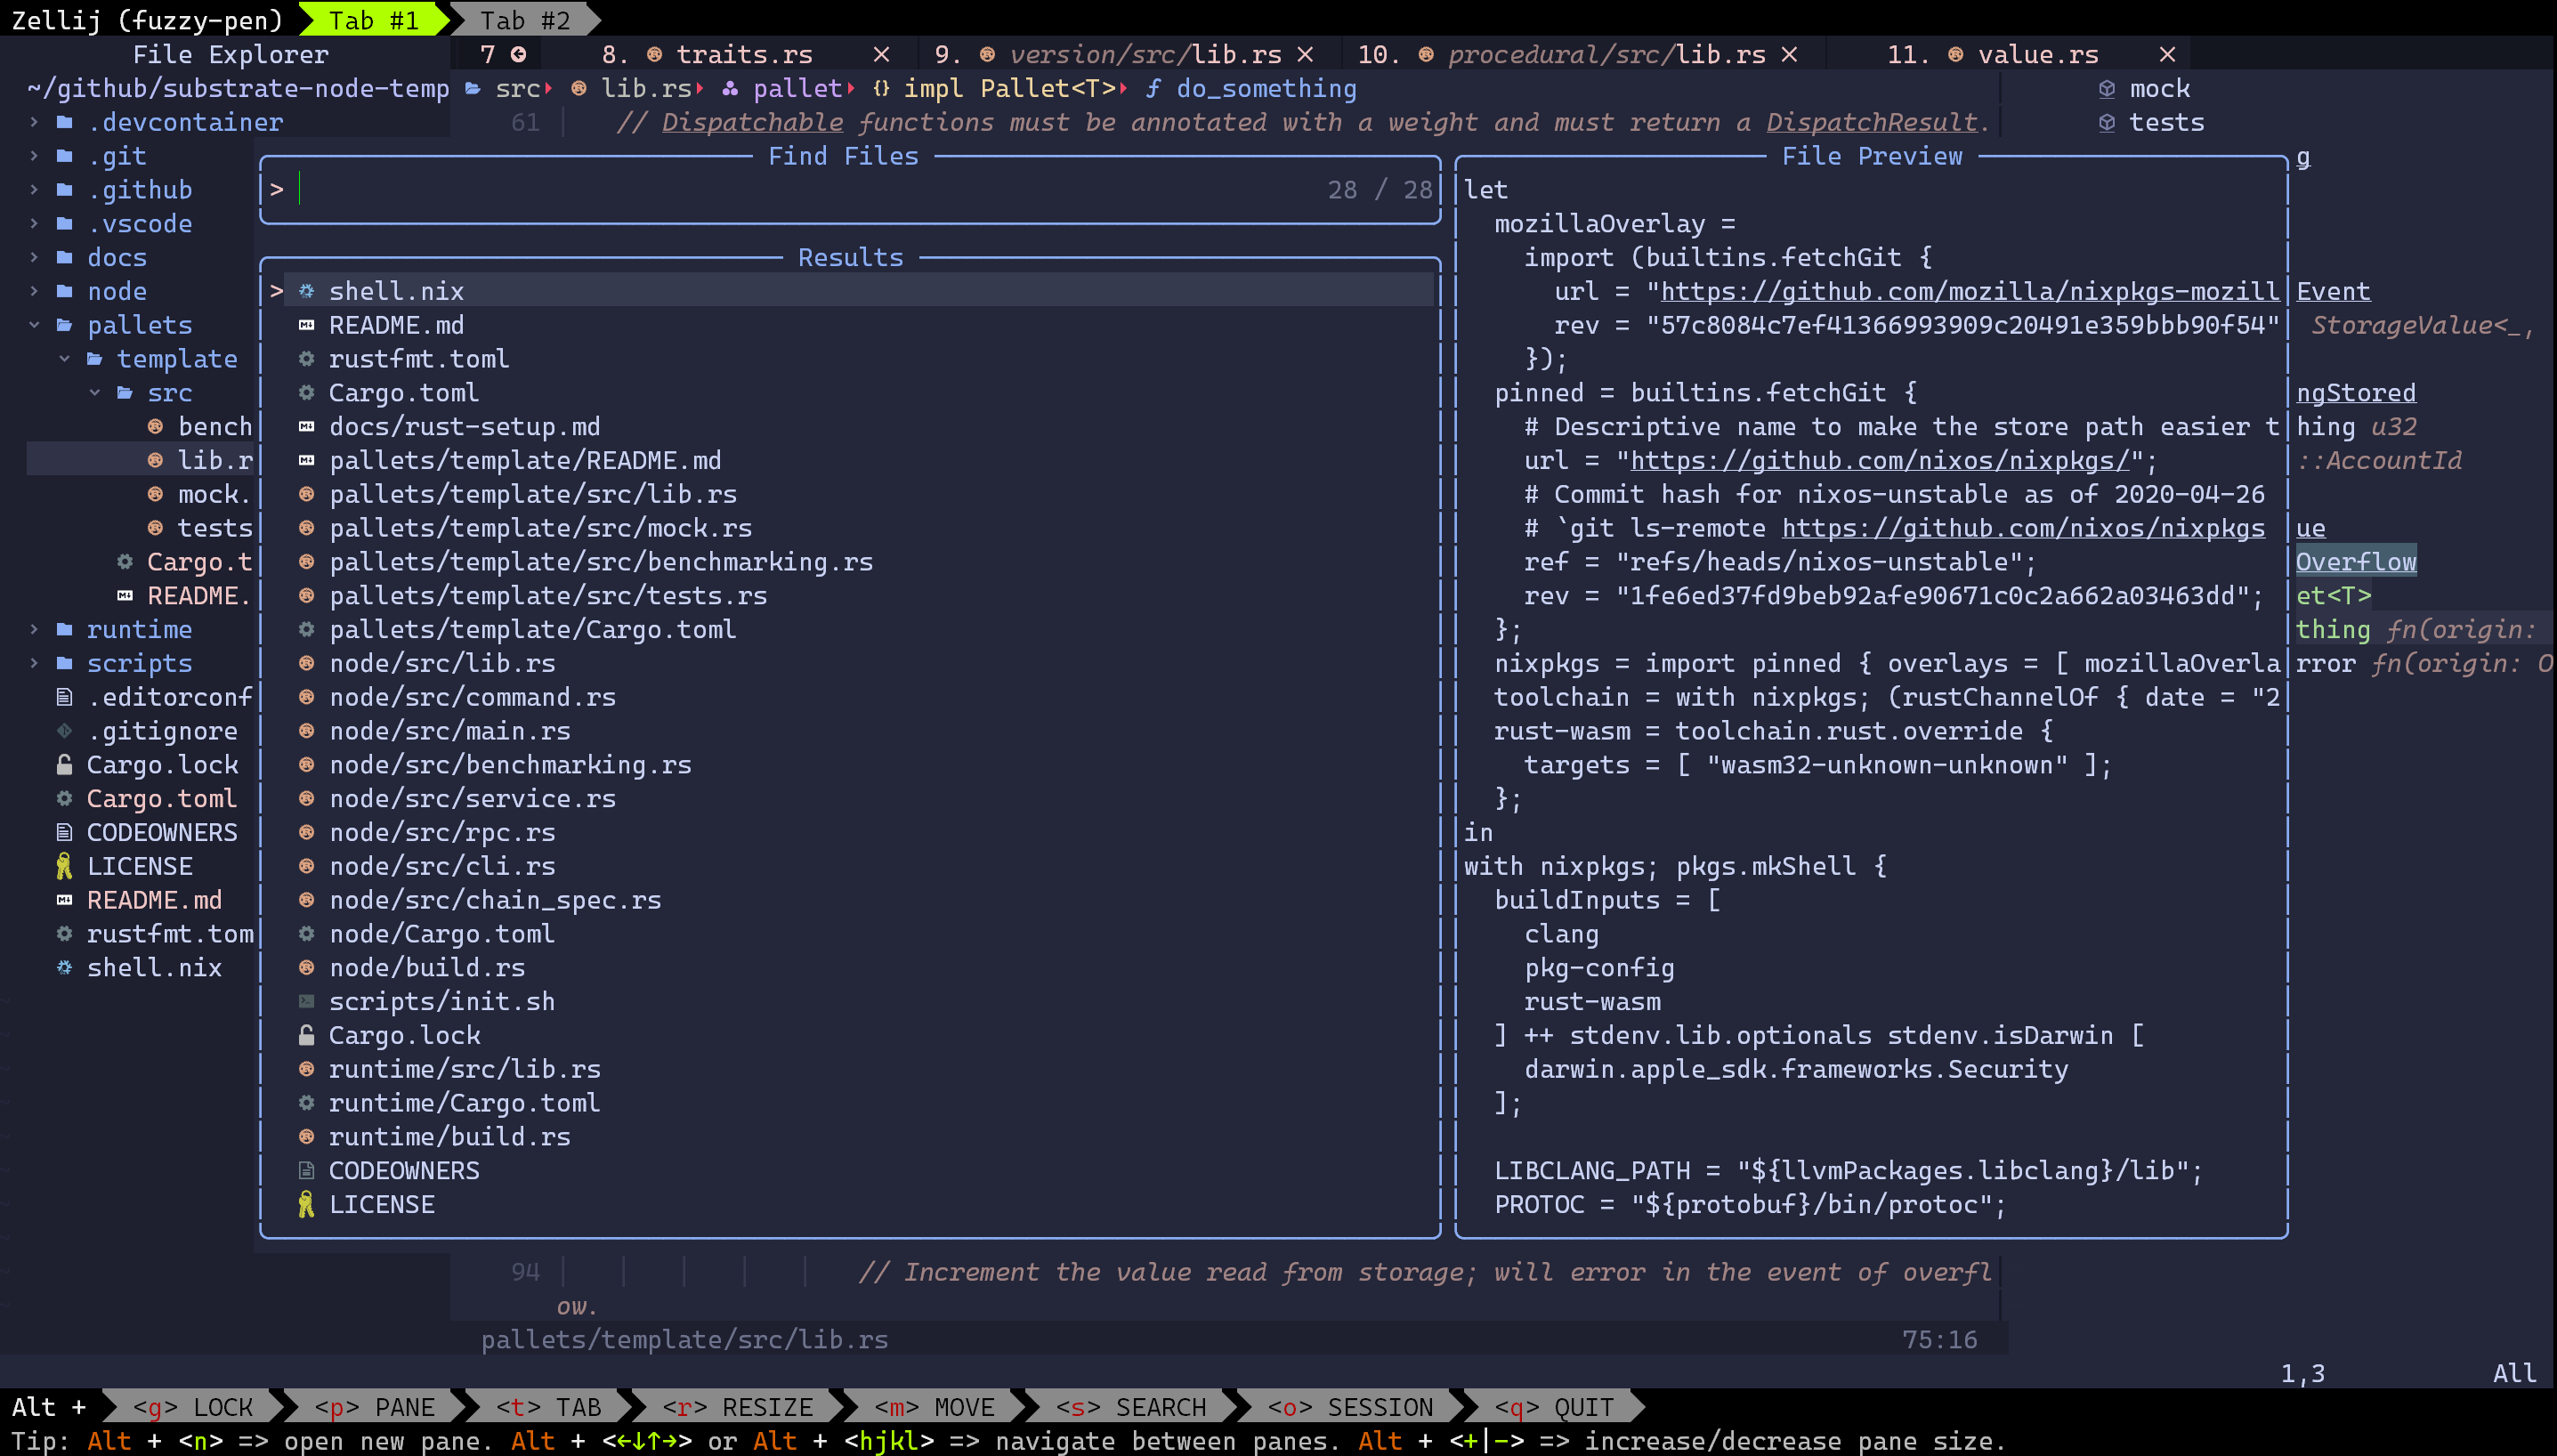 Zellij (fuzzy-pen) Tab #1 Tab #2
File Explorer
~/github/substrate-node-temp
.devcontainer
.git
.github
.vscode
docs
node
pallets
template
src
bench
lib.r
mock.
tests
Cargo.t
README.
runtime
scripts
.editorconf
.gitignore
Cargo.lock
Cargo.toml
CODEOWNERS
LICENSE
README.md
rustfmt.tom
shell.nix
7 8. traits.rs × 9. version/src/lib.rs × 10. procedural/src/lib.rs × 11. value.rs ×
src lib.rs pallet {} impl Pallet<T> ƒ do_something
61 // Dispatchable functions must be annotated with a weight and must return a DispatchResult.
Find Files
> 28 / 28
Results
> shell.nix
README.md
rustfmt.toml
Cargo.toml
docs/rust-setup.md
pallets/template/README.md
pallets/template/src/lib.rs
pallets/template/src/mock.rs
pallets/template/src/benchmarking.rs
pallets/template/src/tests.rs
pallets/template/Cargo.toml
node/src/lib.rs
node/src/command.rs
node/src/main.rs
node/src/benchmarking.rs
node/src/service.rs
node/src/rpc.rs
node/src/cli.rs
node/src/chain_spec.rs
node/Cargo.toml
node/build.rs
scripts/init.sh
Cargo.lock
runtime/src/lib.rs
runtime/Cargo.toml
runtime/build.rs
CODEOWNERS
LICENSE
File Preview
let
  mozillaOverlay =
    import (builtins.fetchGit {
      url = "https://github.com/mozilla/nixpkgs-mozill
      rev = "57c8084c7ef41366993909c20491e359bbb90f54"
    });
  pinned = builtins.fetchGit {
    # Descriptive name to make the store path easier t
    url = "https://github.com/nixos/nixpkgs/";
    # Commit hash for nixos-unstable as of 2020-04-26
    # `git ls-remote https://github.com/nixos/nixpkgs
    ref = "refs/heads/nixos-unstable";
    rev = "1fe6ed37fd9beb92afe90671c0c2a662a03463dd";
  };
  nixpkgs = import pinned { overlays = [ mozillaOverla
  toolchain = with nixpkgs; (rustChannelOf { date = "2
  rust-wasm = toolchain.rust.override {
    targets = [ "wasm32-unknown-unknown" ];
  };
in
with nixpkgs; pkgs.mkShell {
  buildInputs = [
    clang
    pkg-config
    rust-wasm
  ] ++ stdenv.lib.optionals stdenv.isDarwin [
    darwin.apple_sdk.frameworks.Security
  ];
  LIBCLANG_PATH = "${llvmPackages.libclang}/lib";
  PROTOC = "${protobuf}/bin/protoc";
mock
tests
g
Event
StorageValue<_,
ngStored
hing u32
::AccountId
ue
Overflow
et<T>
thing fn(origin:
rror fn(origin: O
94 // Increment the value read from storage; will error in the event of overfl
ow.
pallets/template/src/lib.rs 75:16
1,3 All
Alt + <g> LOCK <p> PANE <t> TAB <r> RESIZE <m> MOVE <s> SEARCH <o> SESSION <q> QUIT
Tip: Alt + <n> => open new pane. Alt + <←↓↑→> or Alt + <hjkl> => navigate between panes. Alt + <+|-> => increase/decrease pane size.